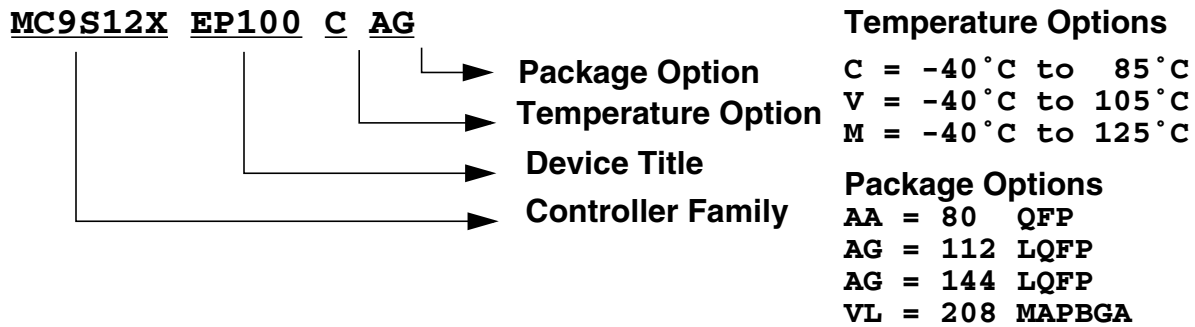 MC9S12X EP100 C AG
Package Option
Temperature Option
Device Title
Controller Family
Temperature Options
C = -40˚C to 85˚C
V = -40˚C to 105˚C
M = -40˚C to 125˚C
Package Options
AA = 80 QFP
AG = 112 LQFP
AG = 144 LQFP
VL = 208 MAPBGA